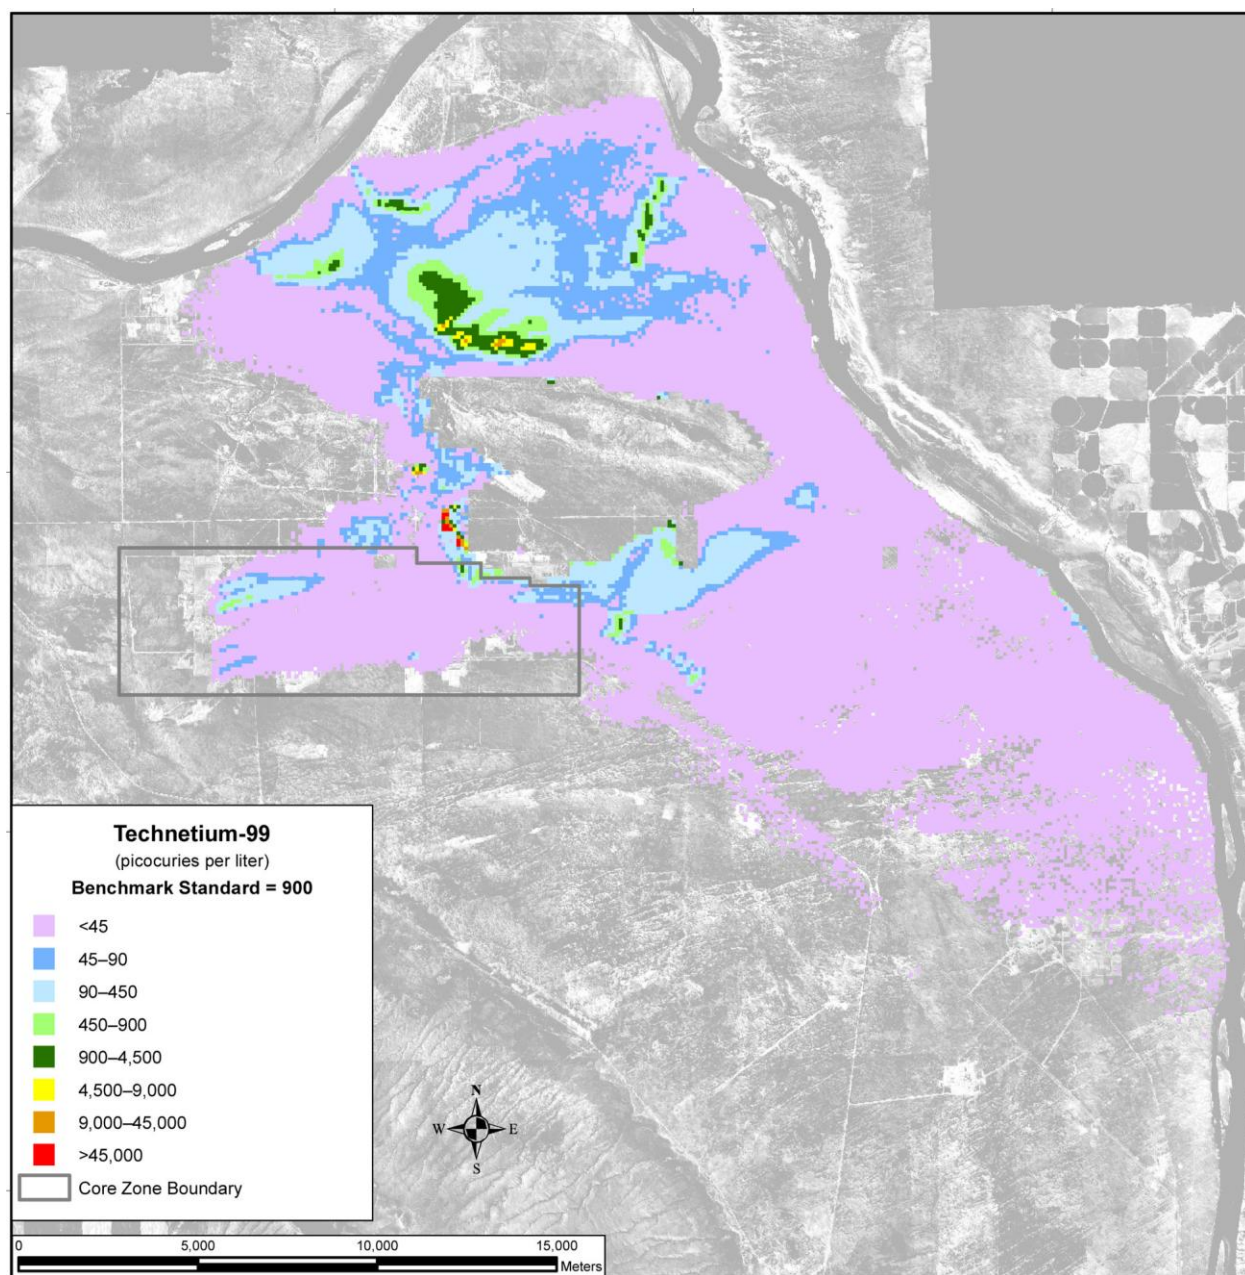 Technetium-99
(picocuries per liter)
Benchmark Standard = 900
<45
45–90
90–450
450–900
900–4,500
4,500–9,000
9,000–45,000
>45,000
Core Zone Boundary
N
W E
S
0 5,000 10,000 15,000
Meters